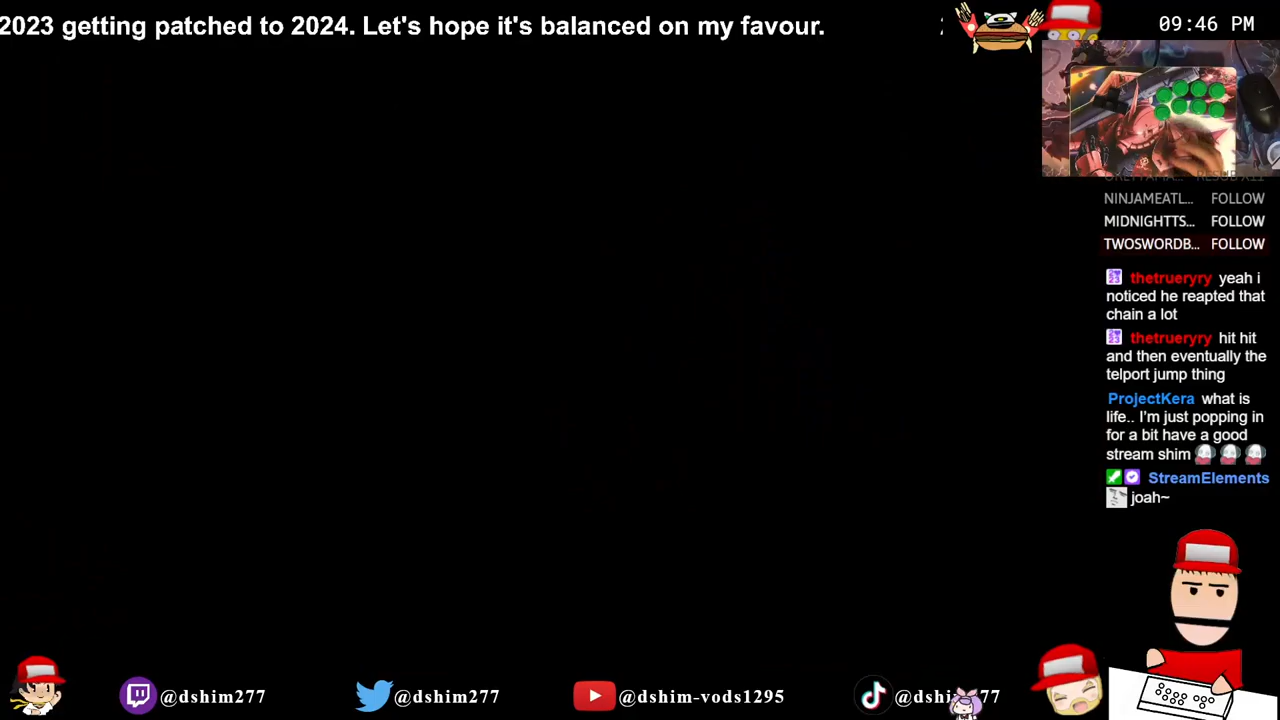 2023 getting patched to 2024. Let's hope it's balanced on my favour.
09:46 PM
NINJAMEATL... FOLLOW
MIDNIGHTTS... FOLLOW
TWOSWORDB... FOLLOW
thetrueryry yeah i
noticed he reapted that
chain a lot
thetrueryry hit hit
and then eventually the
telport jump thing
ProjectKera what is
life.. I'm just popping in
for a bit have a good
stream shim
StreamElements
joah~
@dshim277
@dshim277
@dshim-vods1295